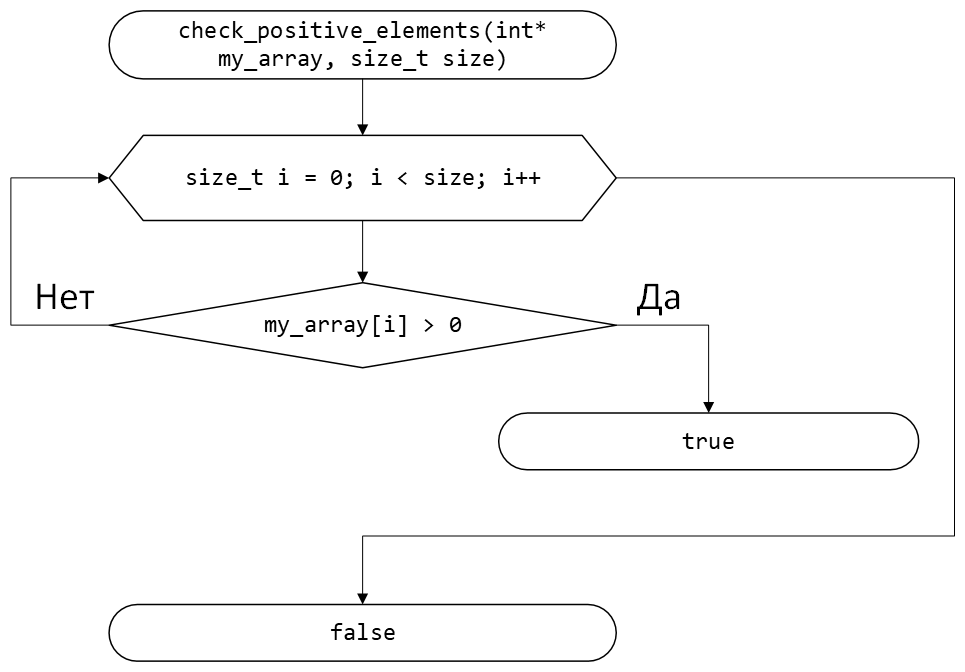 check_positive_elements(int*
my_array, size_t size)
size_t i = 0; i < size; i++
Нет
Да
my_array[i] > 0
true
false